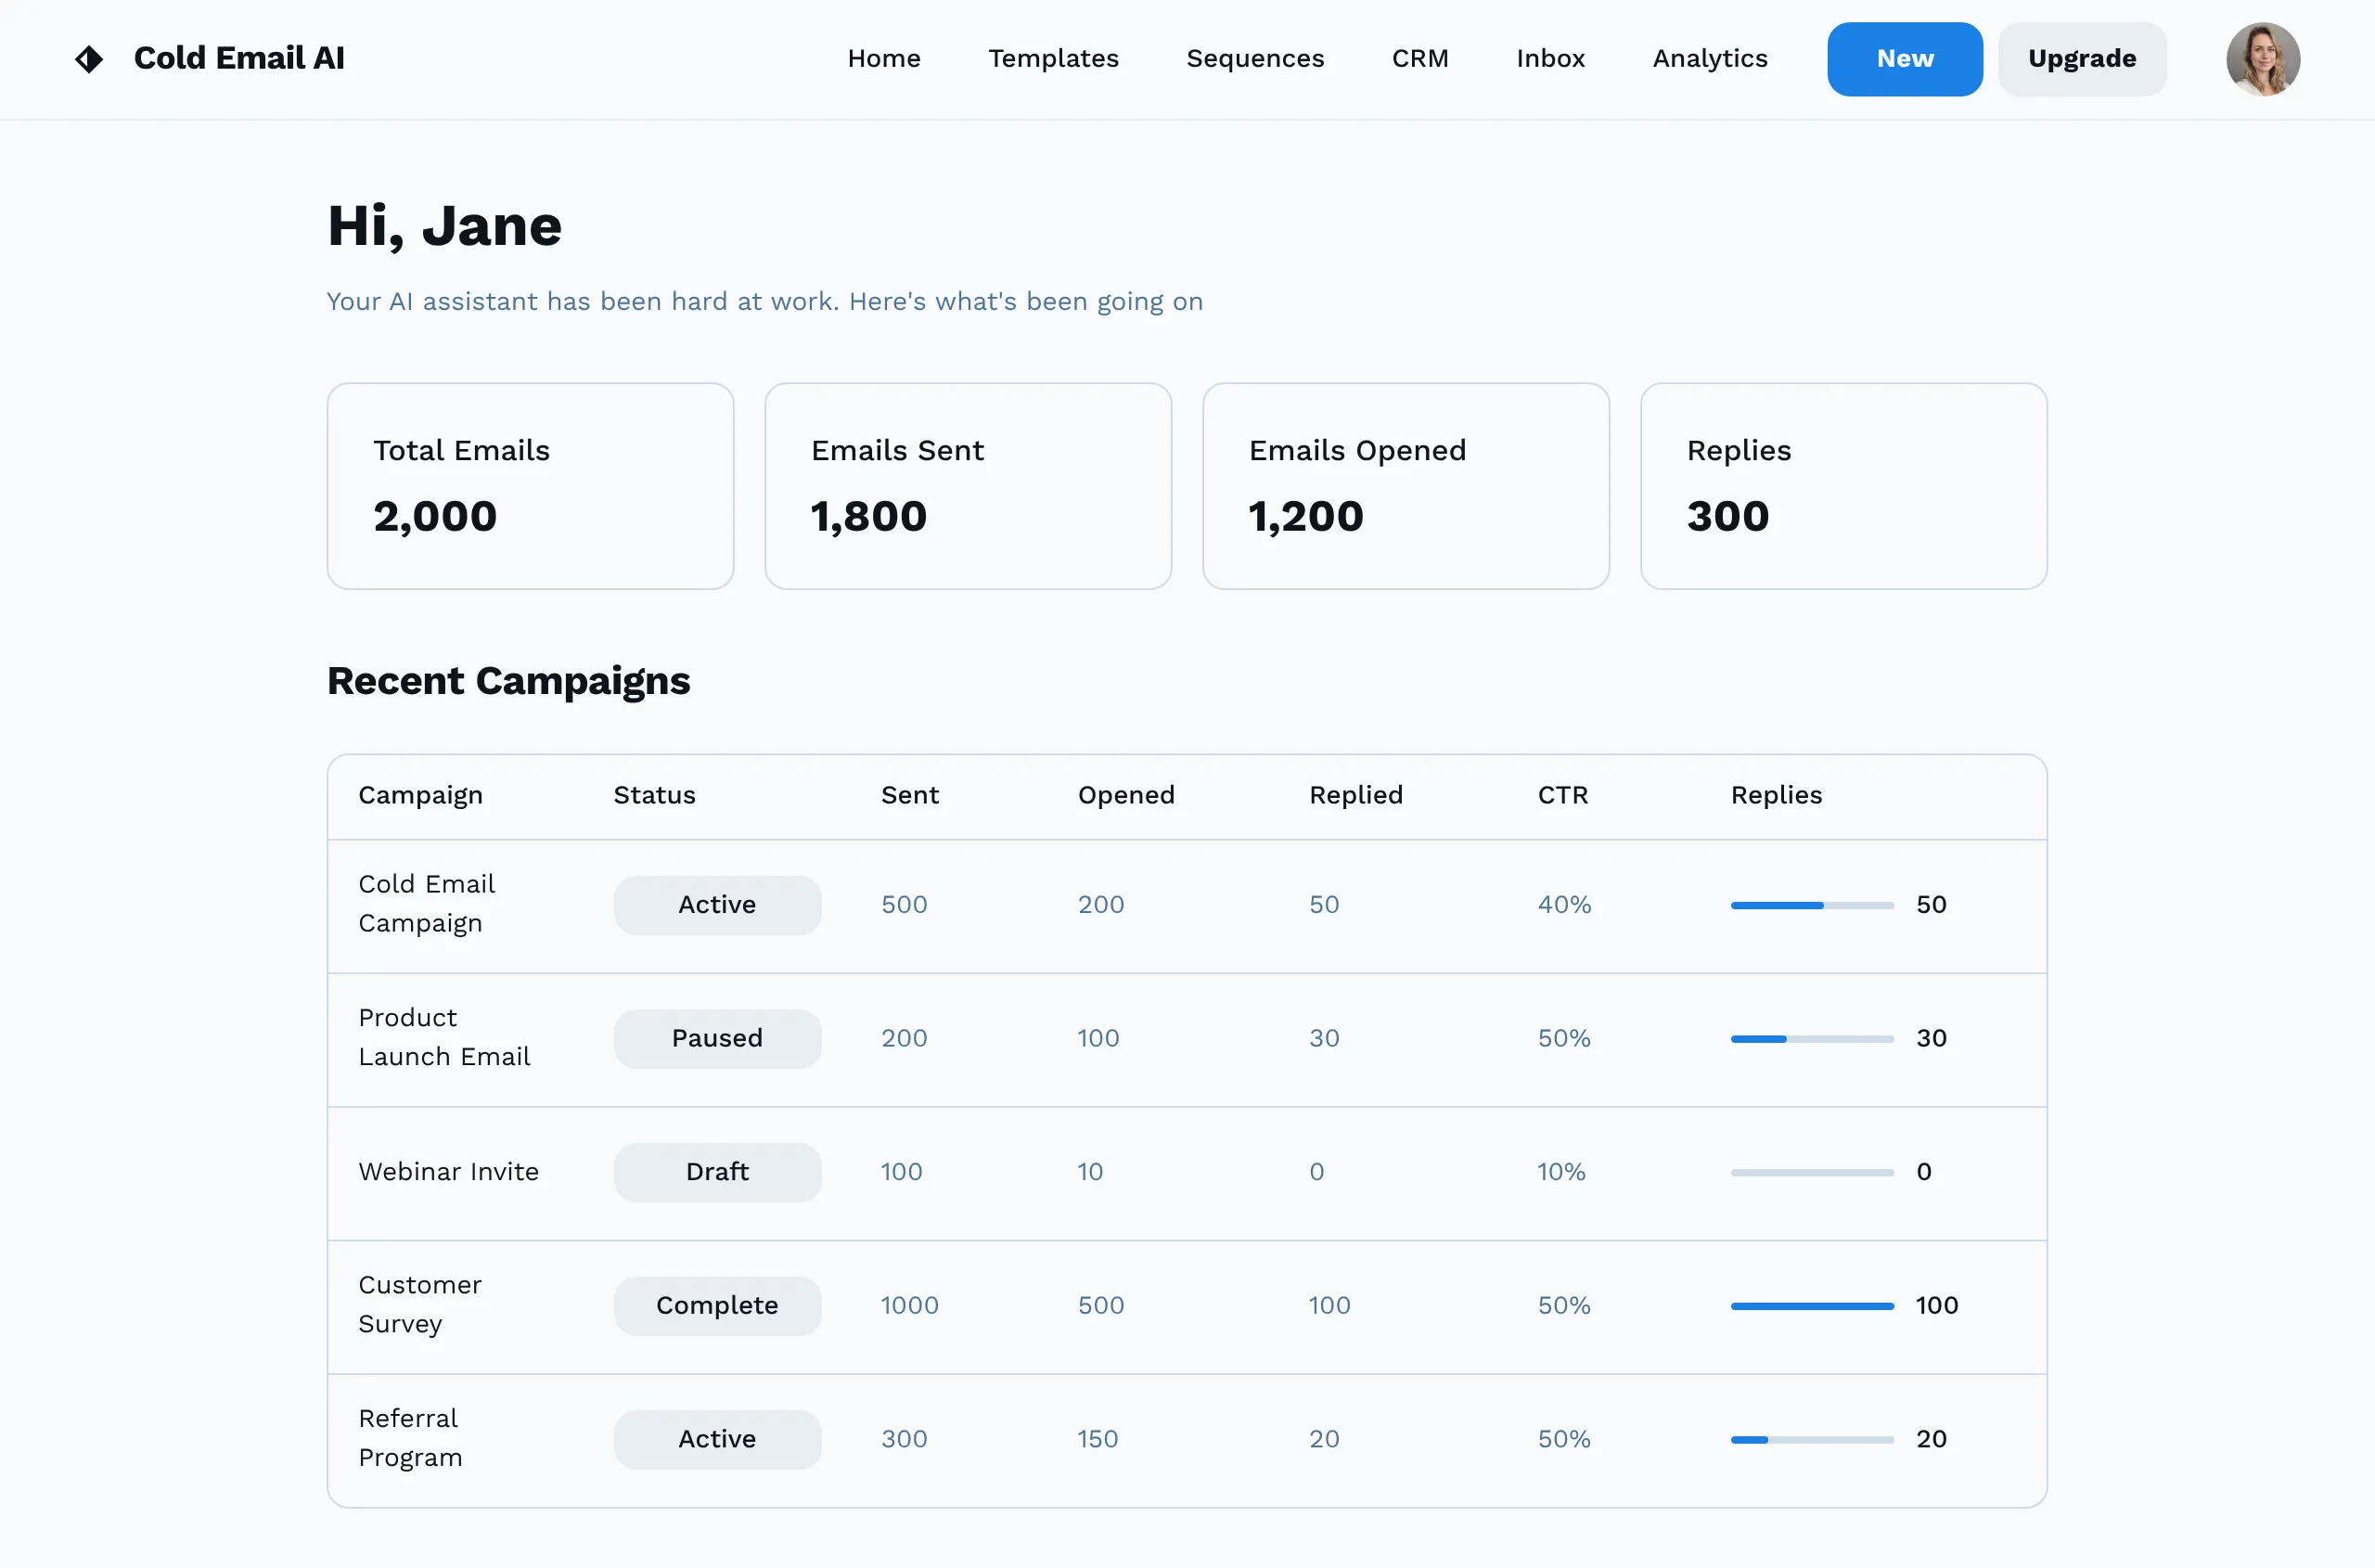 Cold Email AI
Home
Templates
Sequences
CRM
Inbox
Analytics
New
Upgrade
Hi, Jane
Your AI assistant has been hard at work. Here's what's been going on
Total Emails
2,000
Emails Sent
1,800
Emails Opened
1,200
Replies
300
Recent Campaigns
Campaign Status Sent Opened Replied CTR Replies
Cold Email
Campaign
Active 500 200 50 40% 50
Product
Launch Email
Paused 200 100 30 50% 30
Webinar Invite Draft 100 10 0 10% 0
Customer
Survey
Complete 1000 500 100 50% 100
Referral
Program
Active 300 150 20 50% 20